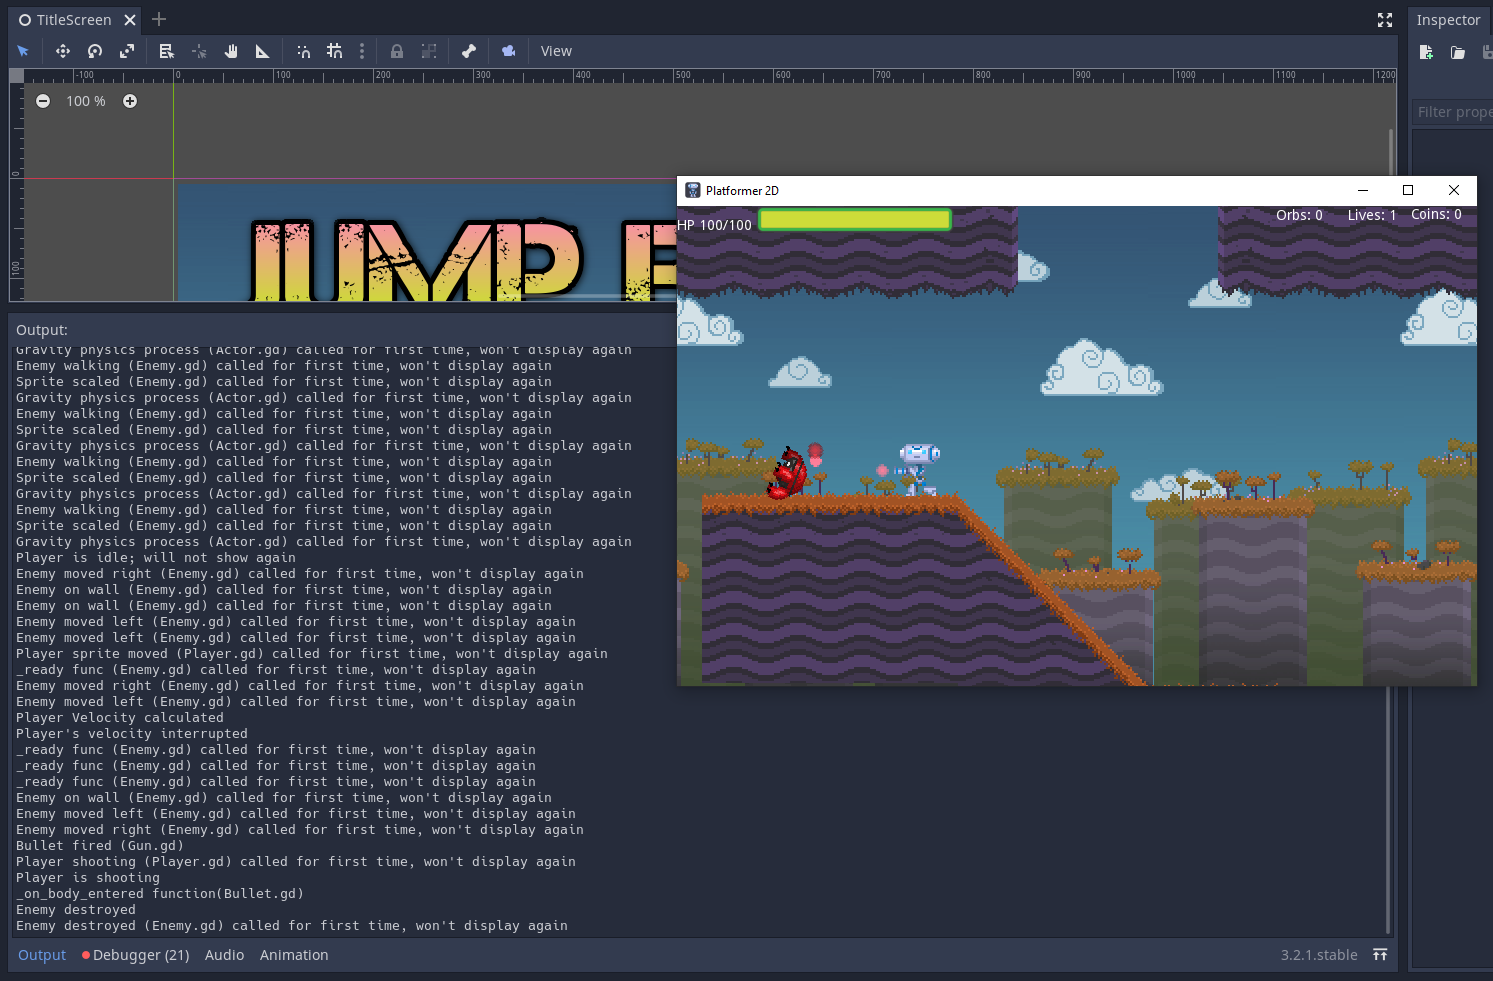 TitleScreen
Inspector
View
-100 0 100 200 300 400 500 600 700 800 900 1000 1100 1200
100 %
Filter prope
0
100
JUMP
Platformer 2D
HP 100/100
Orbs: 0 Lives: 1 Coins: 0
Output:
Gravity physics process (Actor.gd) called for first time, won't display again
Enemy walking (Enemy.gd) called for first time, won't display again
Sprite scaled (Enemy.gd) called for first time, won't display again
Gravity physics process (Actor.gd) called for first time, won't display again
Enemy walking (Enemy.gd) called for first time, won't display again
Sprite scaled (Enemy.gd) called for first time, won't display again
Gravity physics process (Actor.gd) called for first time, won't display again
Enemy walking (Enemy.gd) called for first time, won't display again
Sprite scaled (Enemy.gd) called for first time, won't display again
Gravity physics process (Actor.gd) called for first time, won't display again
Enemy walking (Enemy.gd) called for first time, won't display again
Sprite scaled (Enemy.gd) called for first time, won't display again
Gravity physics process (Actor.gd) called for first time, won't display again
Player is idle; will not show again
Enemy moved right (Enemy.gd) called for first time, won't display again
Enemy on wall (Enemy.gd) called for first time, won't display again
Enemy on wall (Enemy.gd) called for first time, won't display again
Enemy moved left (Enemy.gd) called for first time, won't display again
Enemy moved left (Enemy.gd) called for first time, won't display again
Player sprite moved (Player.gd) called for first time, won't display again
_ready func (Enemy.gd) called for first time, won't display again
Enemy moved right (Enemy.gd) called for first time, won't display again
Enemy moved left (Enemy.gd) called for first time, won't display again
Player Velocity calculated
Player's velocity interrupted
_ready func (Enemy.gd) called for first time, won't display again
_ready func (Enemy.gd) called for first time, won't display again
_ready func (Enemy.gd) called for first time, won't display again
Enemy on wall (Enemy.gd) called for first time, won't display again
Enemy moved left (Enemy.gd) called for first time, won't display again
Enemy moved right (Enemy.gd) called for first time, won't display again
Bullet fired (Gun.gd)
Player shooting (Player.gd) called for first time, won't display again
Player is shooting
_on_body_entered function(Bullet.gd)
Enemy destroyed
Enemy destroyed (Enemy.gd) called for first time, won't display again
Output Debugger (21) Audio Animation 3.2.1.stable